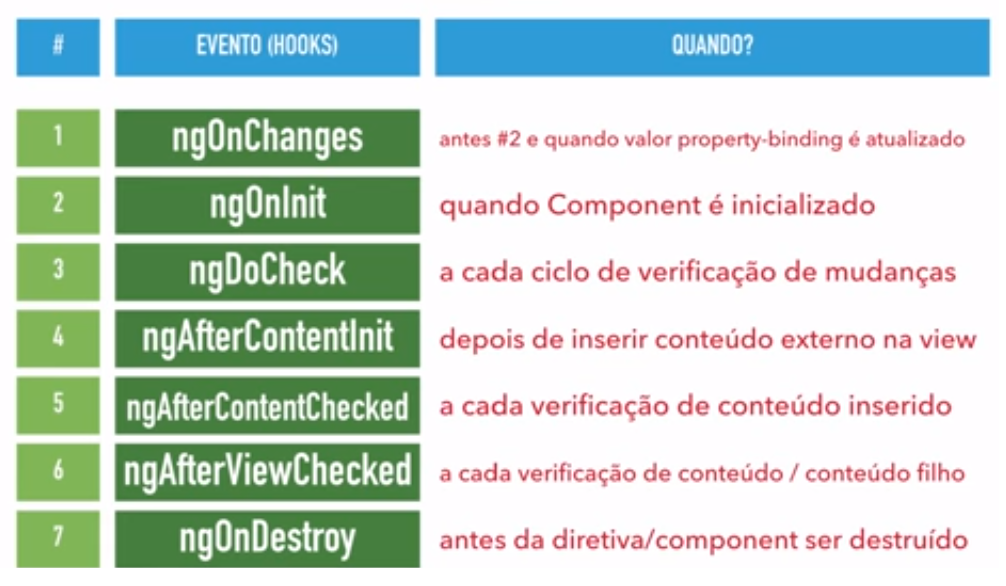 # EVENTO (HOOKS) QUANDO?
1 ngOnChanges antes #2 e quando valor property-binding é atualizado
2 ngOnInit quando Component é inicializado
3 ngDoCheck a cada ciclo de verificação de mudanças
4 ngAfterContentInit depois de inserir conteúdo externo na view
5 ngAfterContentChecked a cada verificação de conteúdo inserido
6 ngAfterViewChecked a cada verificação de conteúdo / conteúdo filho
7 ngOnDestroy antes da diretiva/component ser destruído